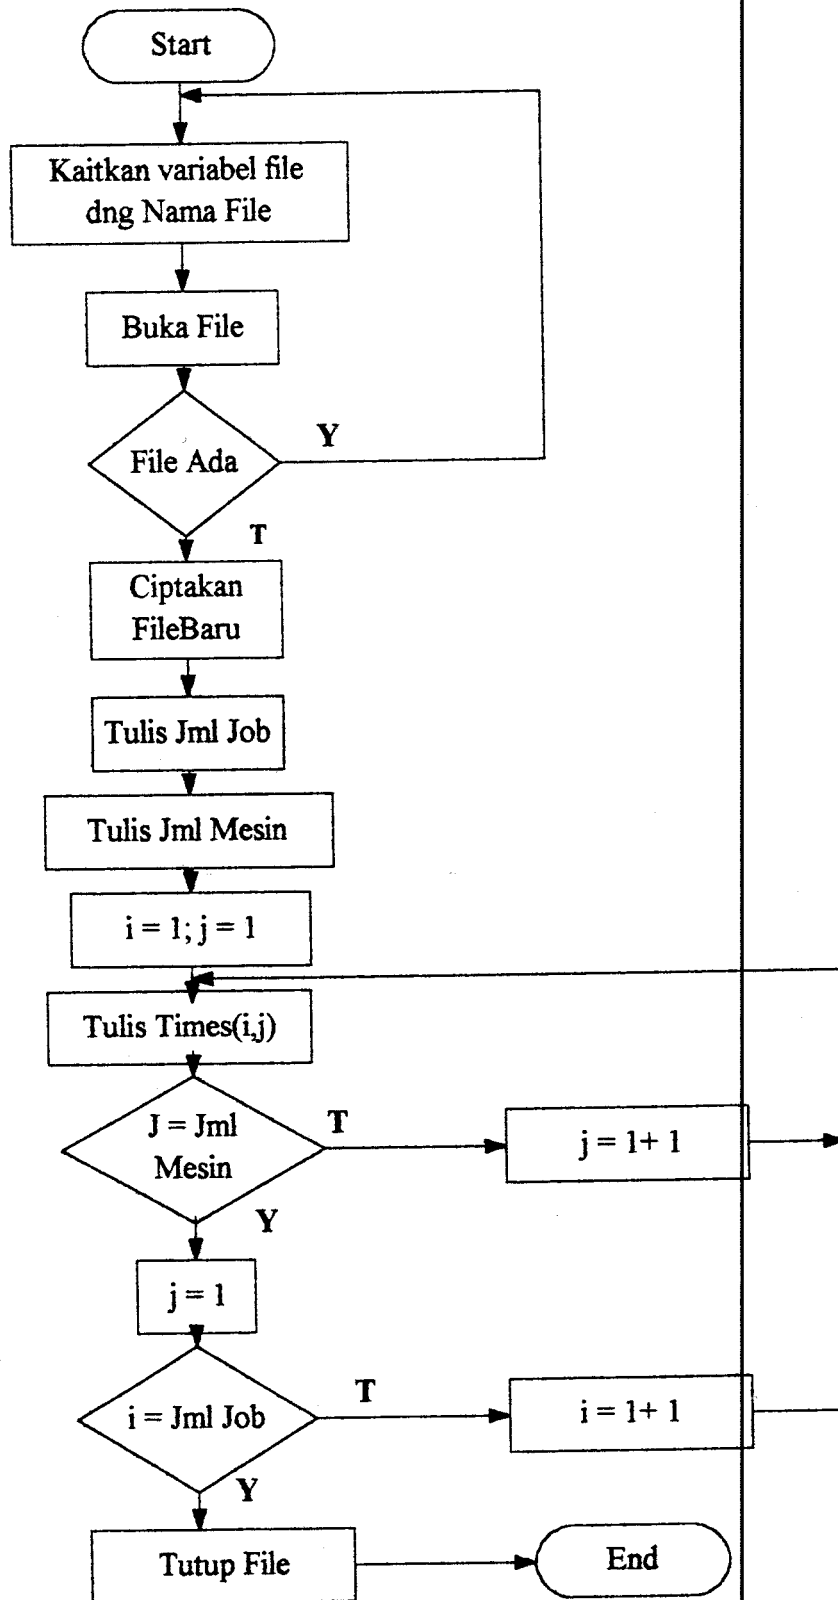 Start
Kaitkan variabel file
dng Nama File
Buka File
File Ada
Y
T
Ciptakan
FileBaru
Tulis Jml Job
Tulis Jml Mesin
i = 1; j = 1
Tulis Times(i,j)
J = Jml
Mesin
T
j = 1+ 1
Y
j = 1
i = Jml Job
T
i = 1+ 1
Y
Tutup File
End